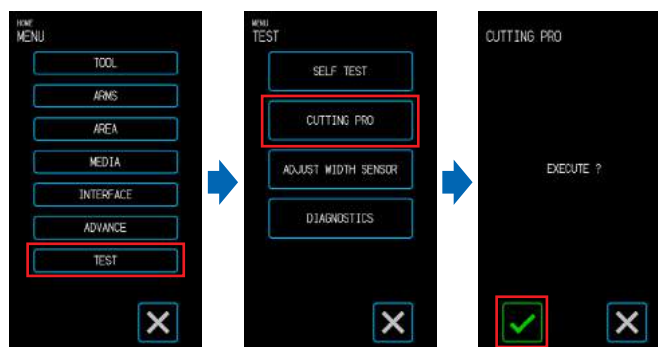 HOME
MENU
TOOL
ARMS
AREA
MEDIA
INTERFACE
ADVANCE
TEST
MENU
TEST
SELF TEST
CUTTING PRO
ADJUST WIDTH SENSOR
DIAGNOSTICS
CUTTING PRO
EXECUTE ?